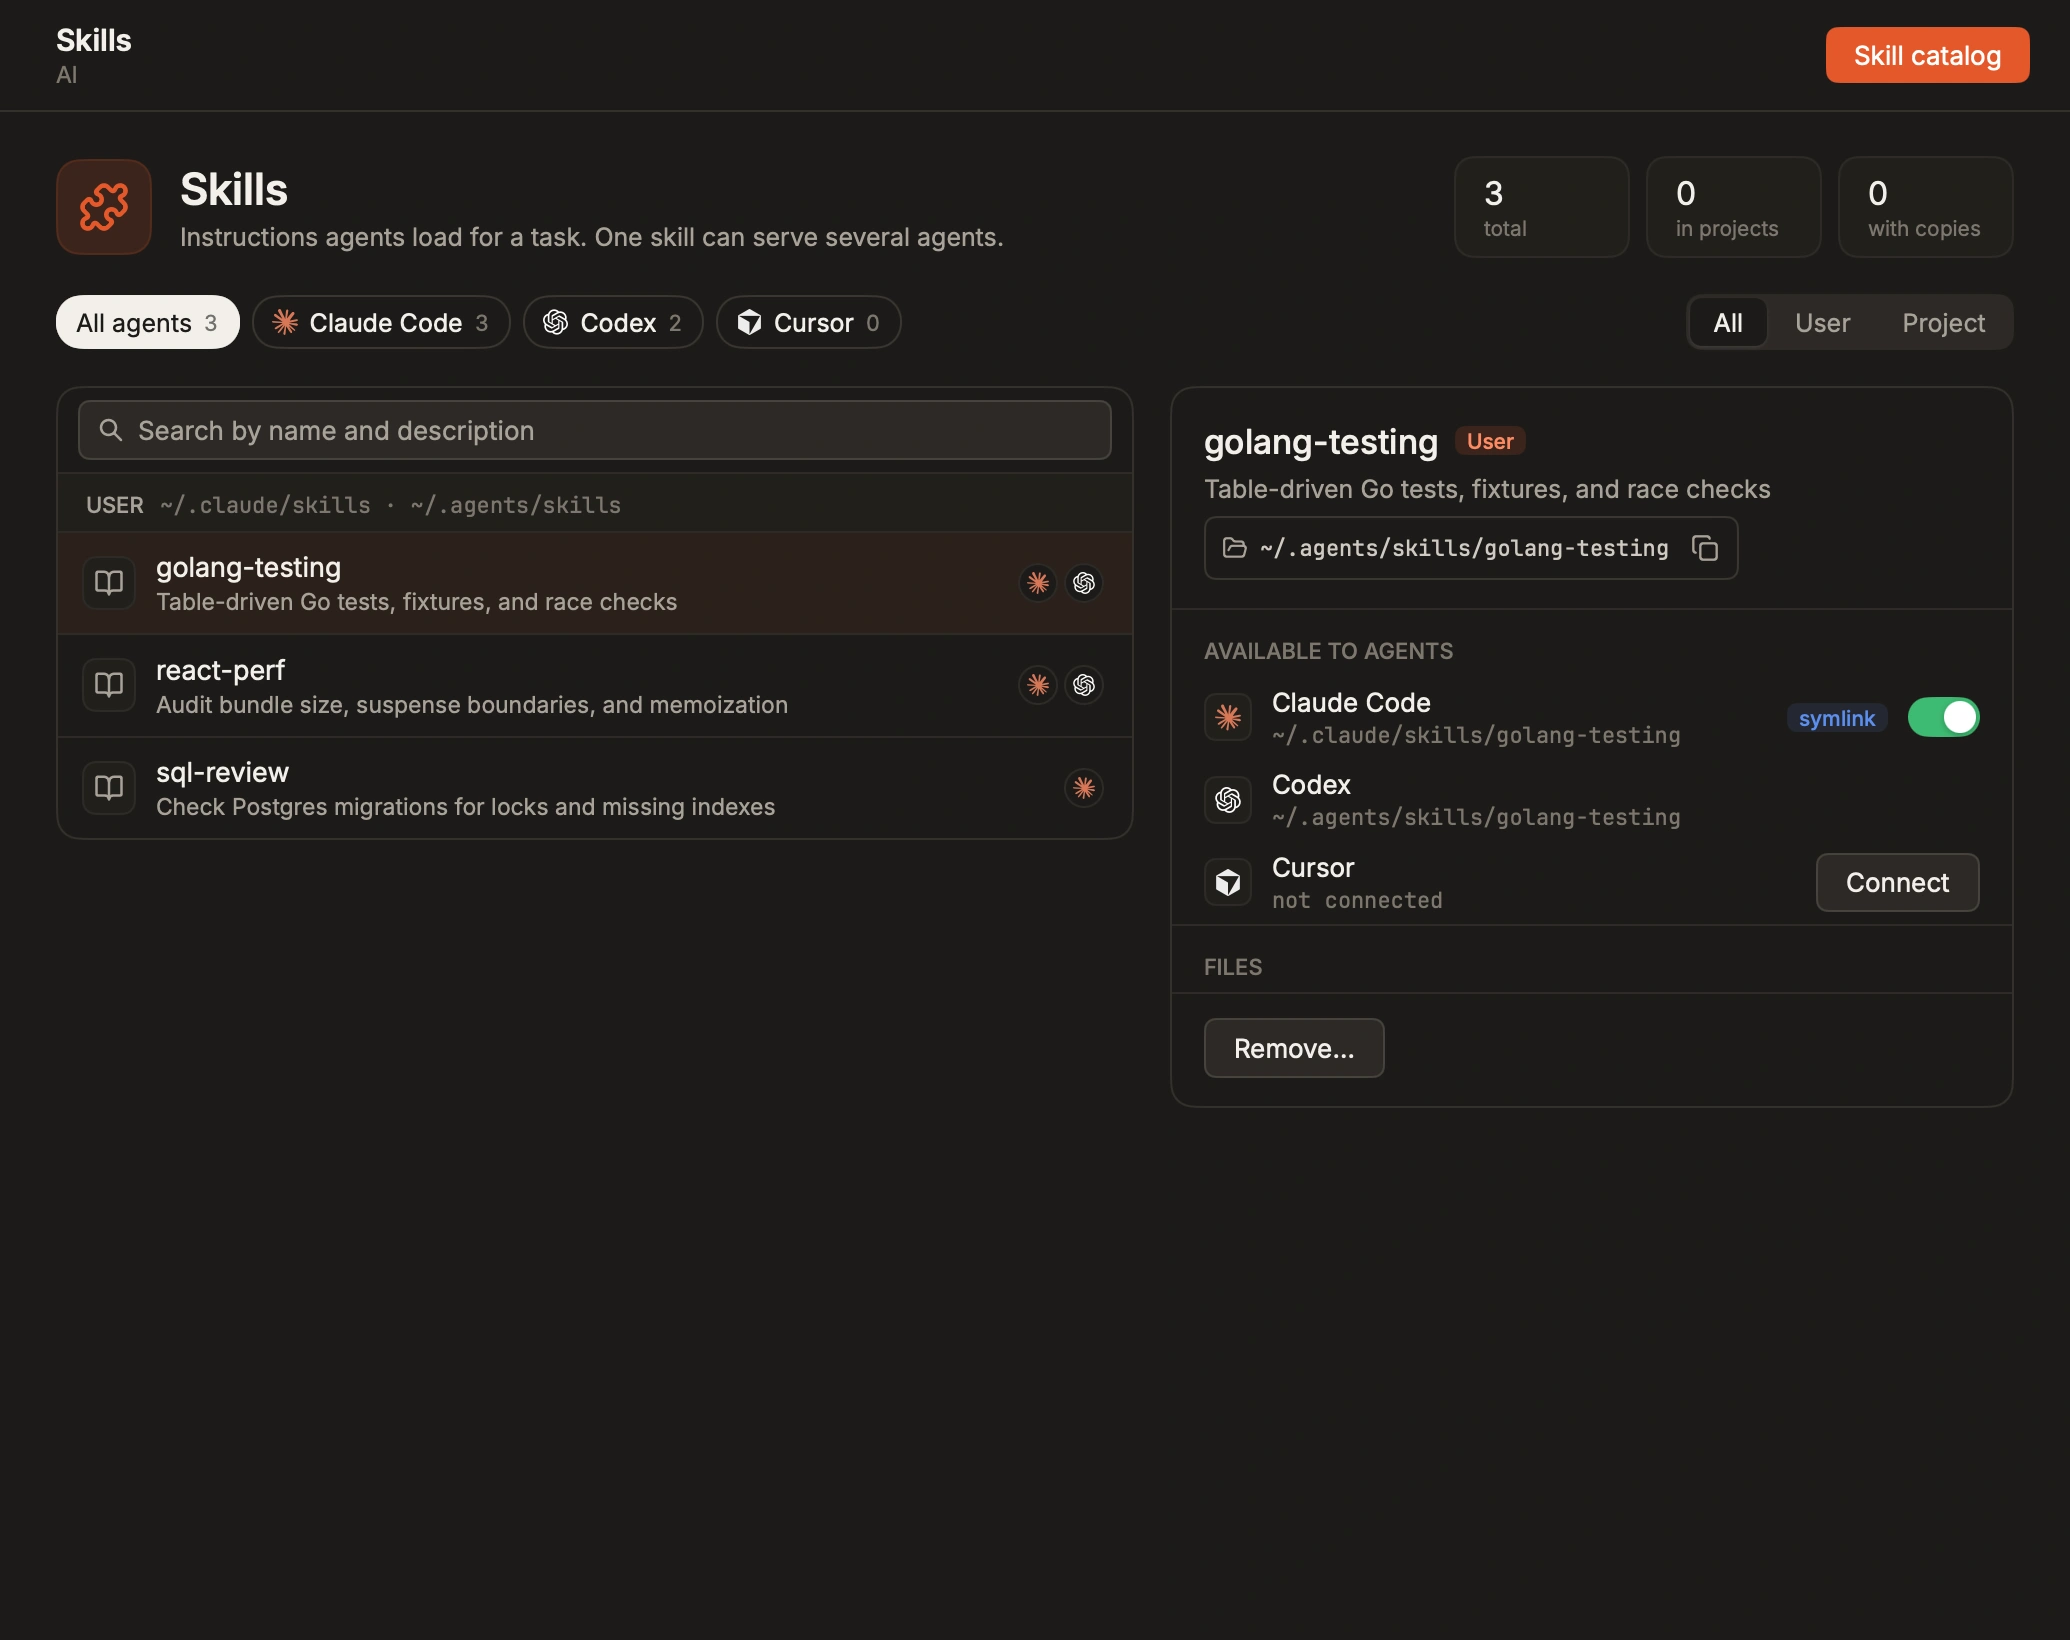 Skills
AI
Skill catalog
Skills
Instructions agents load for a task. One skill can serve several agents.
3
total
0
in projects
0
with copies
All agents 3
Claude Code 3
Codex 2
Cursor 0
All
User
Project
Search by name and description
USER ~/.claude/skills · ~/.agents/skills
golang-testing
Table-driven Go tests, fixtures, and race checks
react-perf
Audit bundle size, suspense boundaries, and memoization
sql-review
Check Postgres migrations for locks and missing indexes
golang-testing User
Table-driven Go tests, fixtures, and race checks
~/.agents/skills/golang-testing
AVAILABLE TO AGENTS
Claude Code
~/.claude/skills/golang-testing
symlink
Codex
~/.agents/skills/golang-testing
Cursor
not connected
Connect
FILES
Remove...